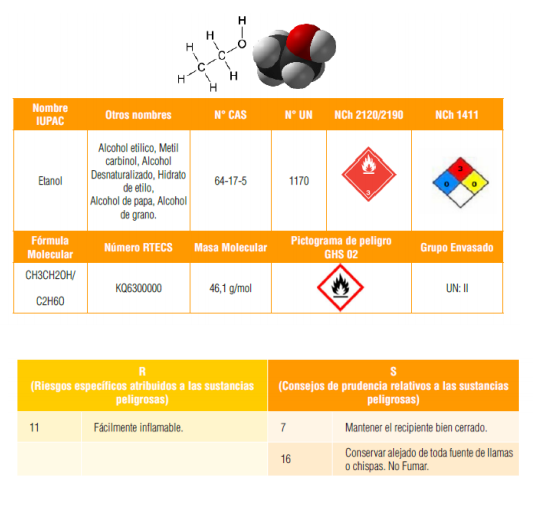 H
H
O
H
C
H
C
H
H
H
Nombre
IUPAC
Otros nombres
N° CAS
N° UN
NCh 2120/2190
NCh 1411
Etanol
Alcohol etílico, Metil
carbinol, Alcohol
Desnaturalizado, Hidrato
de etilo,
Alcohol de papa, Alcohol
de grano.
64-17-5
1170
3
3
0
0
Fórmula
Molecular
Número RTECS
Masa Molecular
Pictograma de peligro
GHS 02
Grupo Envasado
CH3CH2OH/
C2H6O
KQ6300000
46,1 g/mol
UN: II
R
(Riesgos específicos atribuidos a las sustancias
peligrosas)
S
(Consejos de prudencia relativos a las sustancias
peligrosas)
11
Fácilmente inflamable.
7
Mantener el recipiente bien cerrado.
16
Conservar alejado de toda fuente de llamas
o chispas. No Fumar.